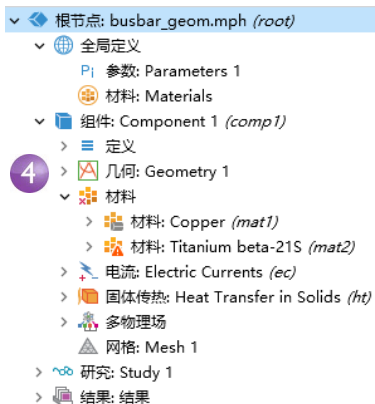 根节点: busbar_geom.mph (root)
全局定义
Pi 参数: Parameters 1
材料: Materials
组件: Component 1 (comp1)
定义
4 几何: Geometry 1
材料
材料: Copper (mat1)
材料: Titanium beta-21S (mat2)
电流: Electric Currents (ec)
固体传热: Heat Transfer in Solids (ht)
多物理场
网格: Mesh 1
研究: Study 1
结果: 结果